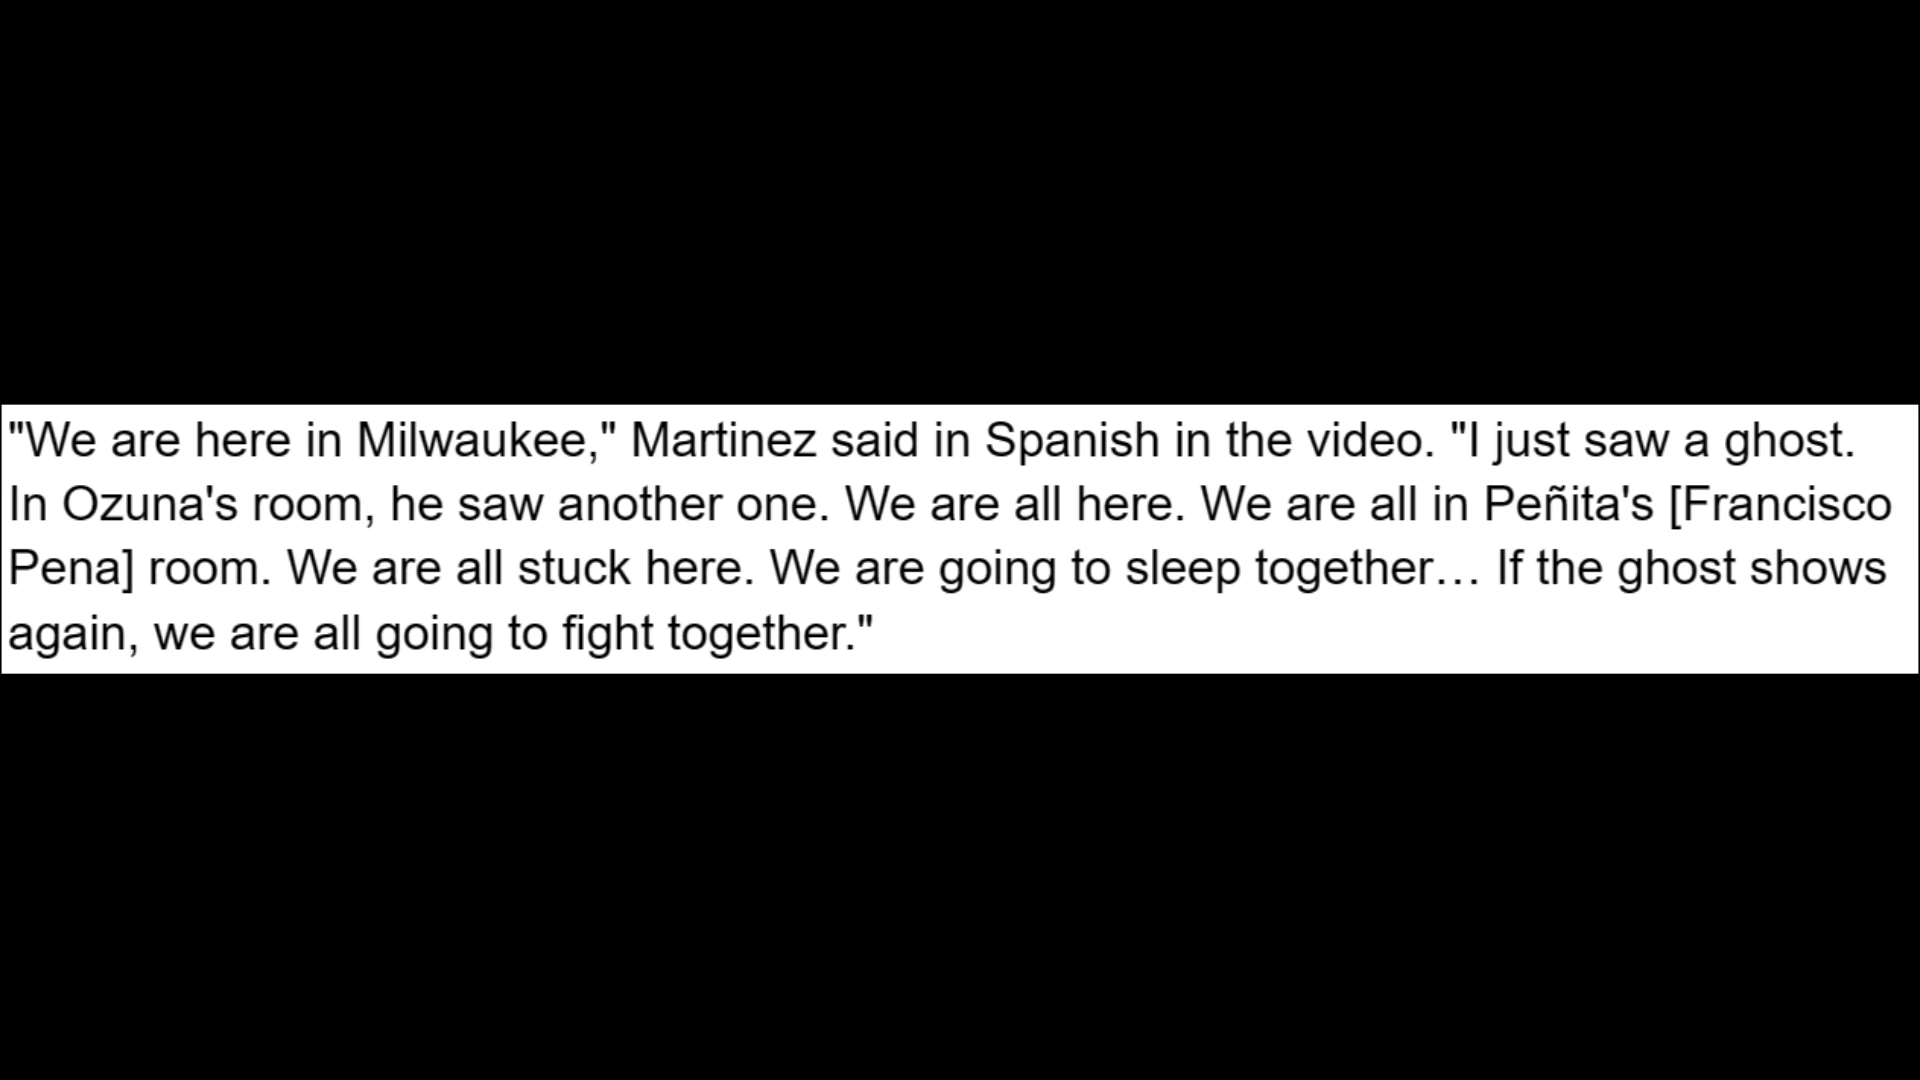 "We are here in Milwaukee," Martinez said in Spanish in the video. "I just saw a ghost.
In Ozuna's room, he saw another one. We are all here. We are all in Peñita's [Francisco
Pena] room. We are all stuck here. We are going to sleep together… If the ghost shows
again, we are all going to fight together."